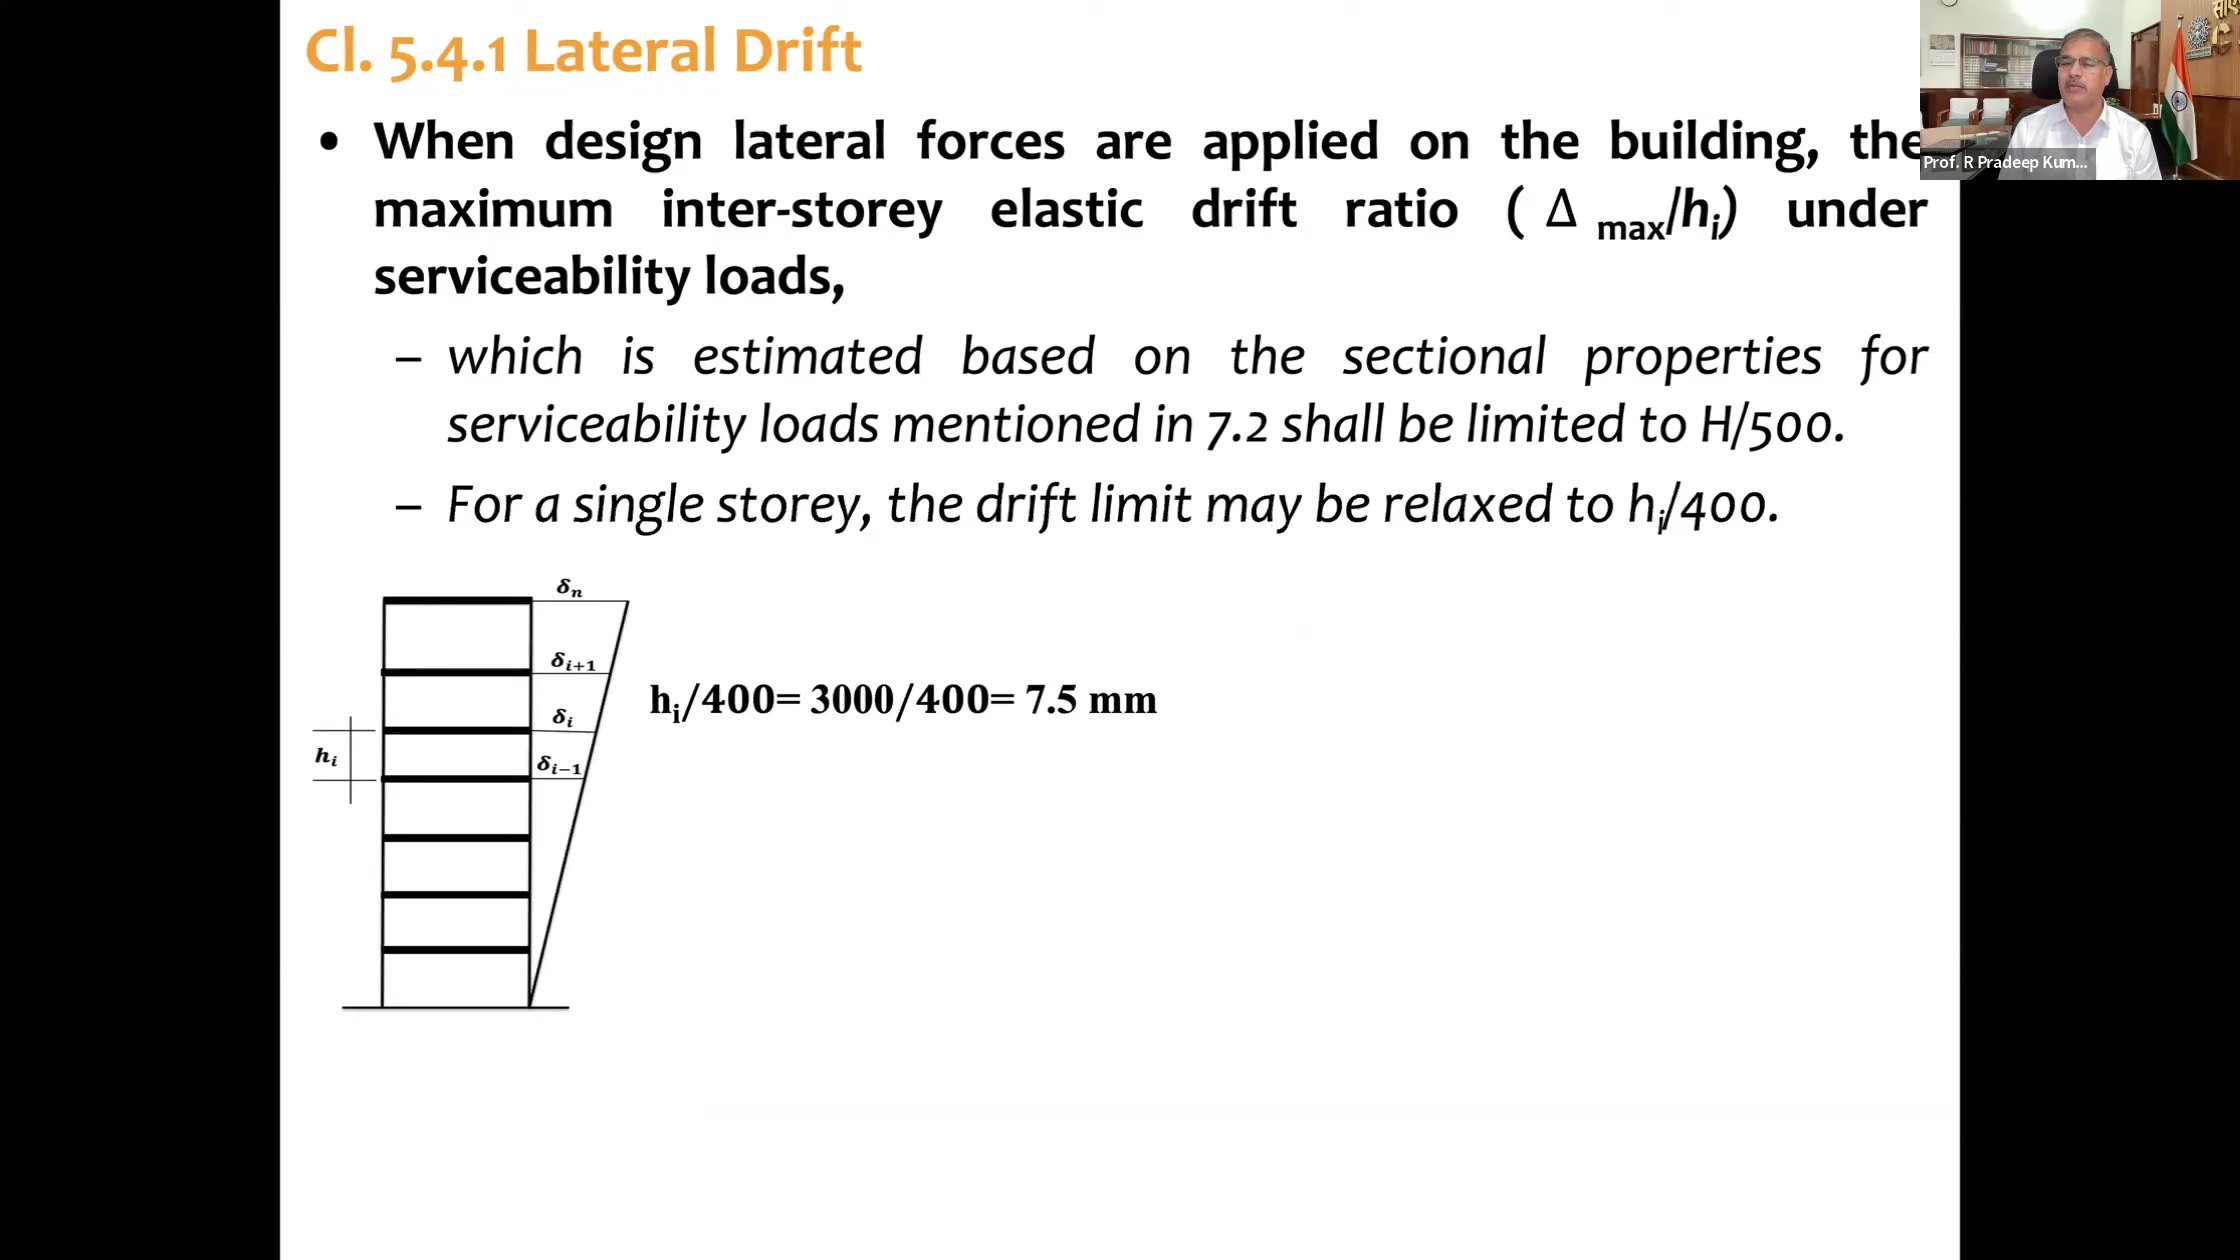 Cl. 5.4.1 Lateral Drift
• When design lateral forces are applied on the building, the
maximum inter-storey elastic drift ratio ( Δ max/hi) under
serviceability loads,
– which is estimated based on the sectional properties for
serviceability loads mentioned in 7.2 shall be limited to H/500.
– For a single storey, the drift limit may be relaxed to hi/400.
δn
δi+1
hi/400= 3000/400= 7.5 mm
δi
hi
δi−1
Prof. R Pradeep Kum...